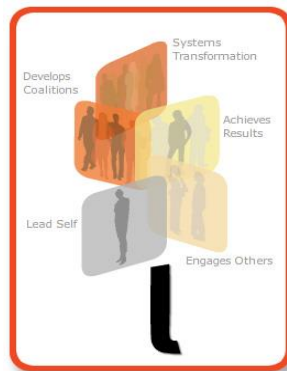 Systems
Transformation
Develops
Coalitions
Achieves
Results
Lead Self
Engages Others
l